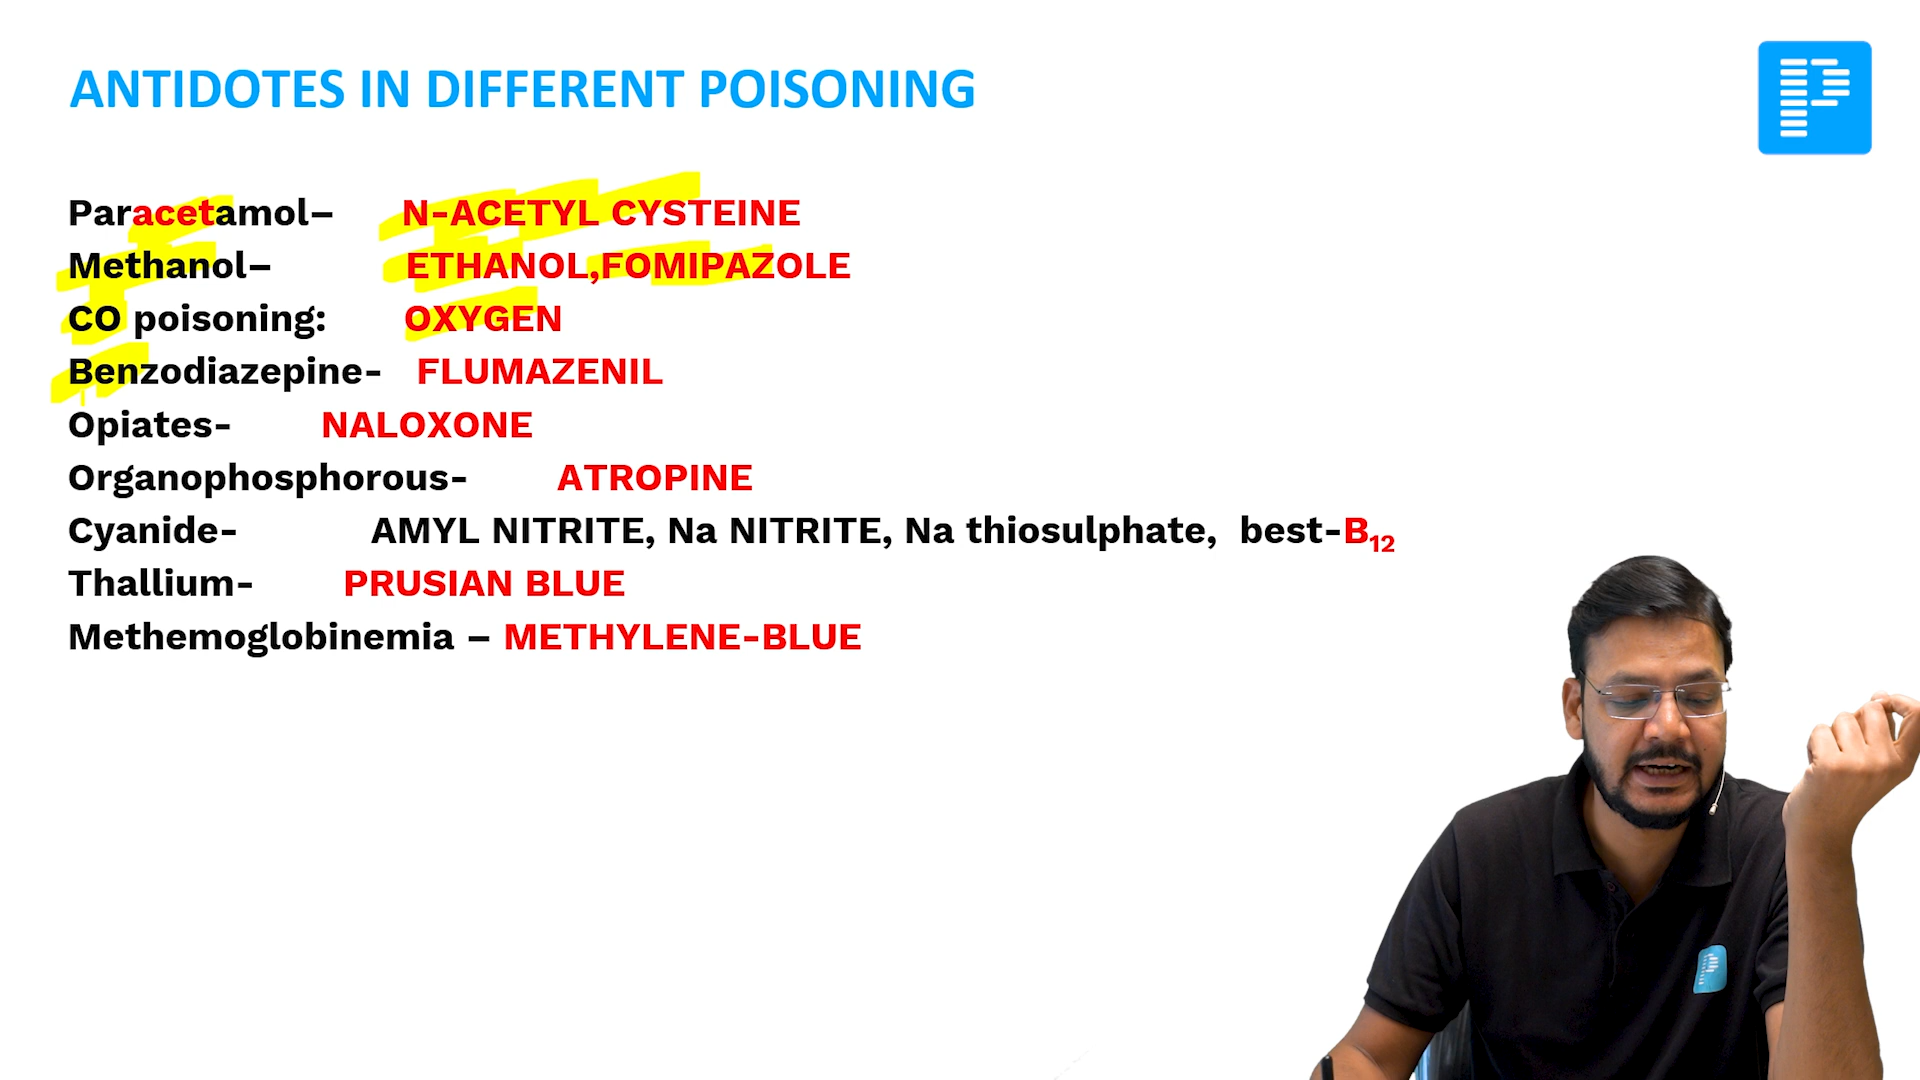 ANTIDOTES IN DIFFERENT POISONING
Paracetamol– N-ACETYL CYSTEINE
Methanol– ETHANOL,FOMIPAZOLE
CO poisoning: OXYGEN
Benzodiazepine- FLUMAZENIL
Opiates- NALOXONE
Organophosphorous- ATROPINE
Cyanide- AMYL NITRITE, Na NITRITE, Na thiosulphate, best-B₁₂
Thallium- PRUSIAN BLUE
Methemoglobinemia – METHYLENE-BLUE